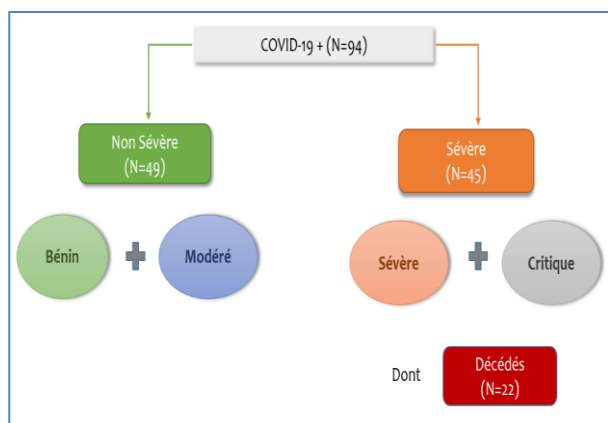 COVID-19 + (N=94)
Non Sévère
(N=49)
Sévère
(N=45)
Bénin
Modéré
Sévère
Critique
Dont
Décédés
(N=22)